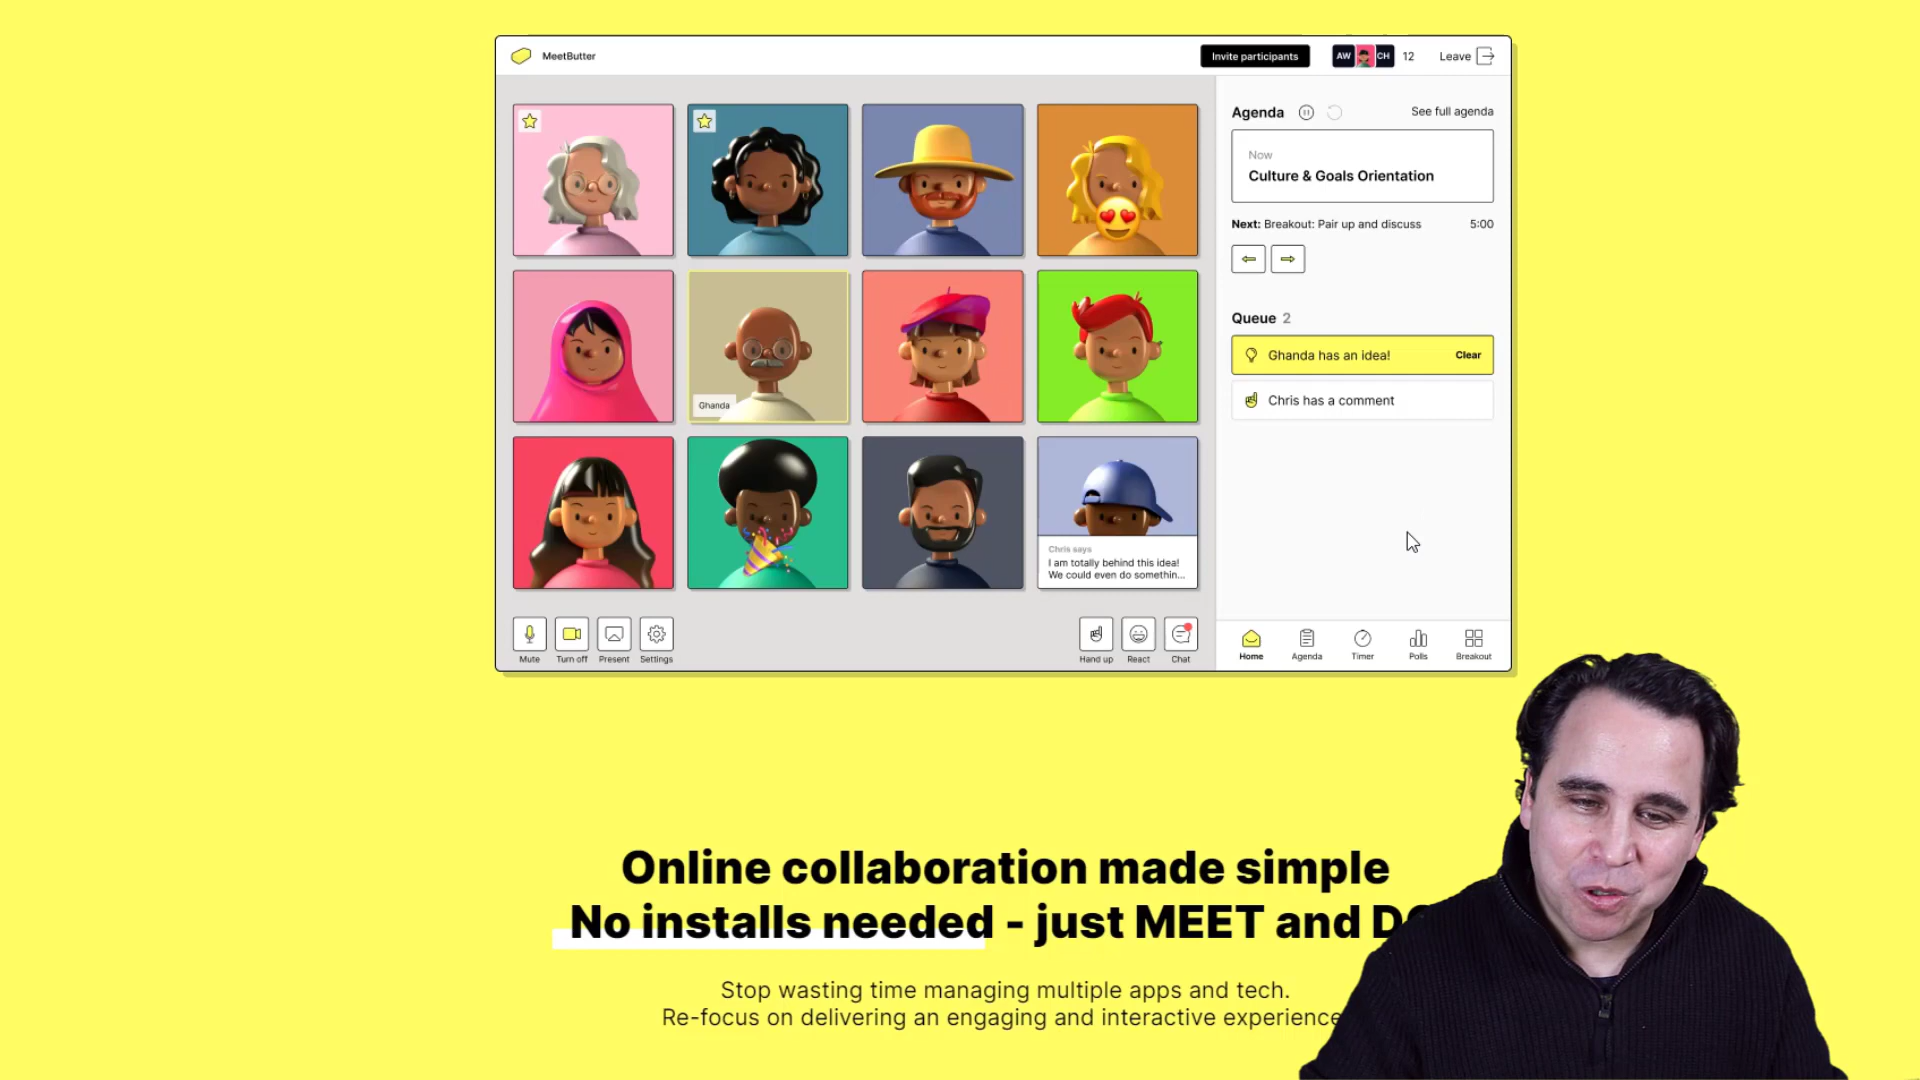 MeetButter
Invite participants
AW
CH
12
Leave
Agenda
See full agenda
Now
Culture & Goals Orientation
Next: Breakout: Pair up and discuss
5:00
Queue 2
Ghanda has an idea!
Clear
Chris has a comment
Ghanda
Chris says
I am totally behind this idea!
We could even do somethin...
Mute
Turn off
Present
Settings
Hand up
React
Chat
Home
Agenda
Timer
Polls
Breakout
Online collaboration made simple
No installs needed - just MEET and
Stop wasting time managing multiple apps and tech.
Re-focus on delivering an engaging and interactive experience